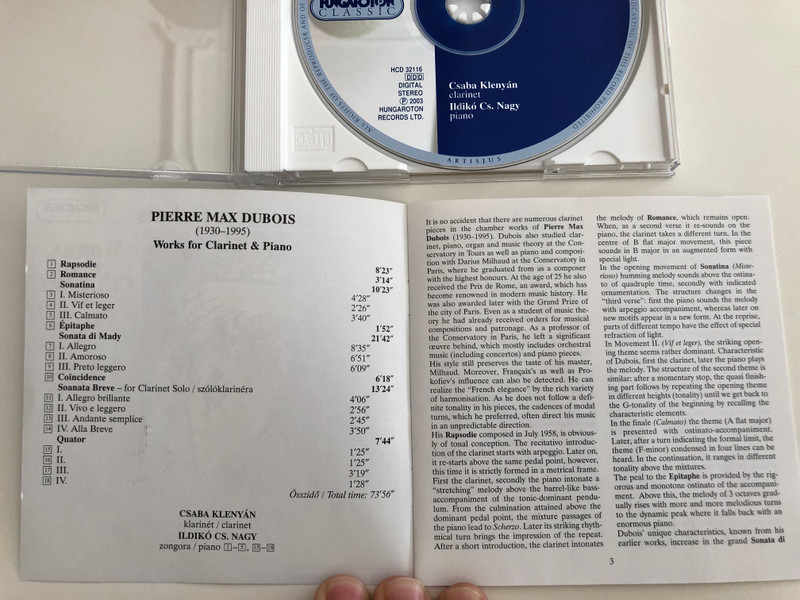 HUNGAROTON
CLASSIC
HCD 32116
DDD
DIGITAL
STEREO
Ⓟ 2003
HUNGAROTON
RECORDS LTD.
Csaba Klenyán
clarinet
Ildikó Cs. Nagy
piano
ALL RIGHTS OF THE PRODUCER AND OF
CASTING OF THIS RECORD PROHIBITED
ARTISJUS
PIERRE MAX DUBOIS
(1930–1995)
Works for Clarinet & Piano
1 Rapsodie 8'23"
2 Romance 3'14"
Sonatina 10'23"
3 I. Misterioso 4'28"
4 II. Vif et leger 2'26"
5 III. Calmato 3'40"
6 Épitaphe 1'52"
Sonata di Mady 21'42"
7 I. Allegro 8'35"
8 II. Amoroso 6'51"
9 III. Preto leggero 6'09"
10 Coïncidence 6'18"
Soanata Breve – for Clarinet Solo / szólóklarinéra 13'24"
11 I. Allegro brillante 4'06"
12 II. Vivo e leggero 2'56"
13 III. Andante semplice 2'45"
14 IV. Alla Breve 3'50"
Quator 7'44"
15 I. 1'25"
16 II. 1'25"
17 III. 3'19"
18 IV. 1'28"
Összidő / Total time: 73'56"
CSABA KLENYÁN
klarinét / clarinet
ILDIKÓ CS. NAGY
zongora / piano 1–5, 15–18
It is no accident that there are numerous clarinet
pieces in the chamber works of Pierre Max
Dubois (1930–1995). Dubois also studied clar-
inet, piano, organ and music theory at the Con-
servatory in Tours as well as piano and composi-
tion with Darius Milhaud at the Conservatory in
Paris, where he graduated from as a composer
with the highest honours. At the age of 25 he also
received the Prix de Rome, an award, which has
become renowned in modern music history. He
was also awarded later with the Grand Prize of
the city of Paris. Even as a student of music the-
ory he had already received orders for musical
compositions and patronage. As a professor of
the Conservatory in Paris, he left a significant
œuvre behind, which mostly includes orchestral
music (including concertos) and piano pieces.
His style still preserves the taste of his master,
Milhaud. Moreover, Françaix's as well as Pro-
kofiev's influence can also be detected. He can
realize the "French elegance" by the rich variety
of harmonisation. As he does not follow a defi-
nite tonality in his pieces, the cadences of modal
turns, which he preferred, often direct his music
in an unpredictable direction.
His Rapsodie composed in July 1958, is obvious-
ly of tonal conception. The recitativo introduc-
tion of the clarinet starts with arpeggio. Later on,
it re-starts above the same pedal point, however,
this time it is strictly formed in a metrical frame.
First the clarinet, secondly the piano intonate a
"stretching" melody above the barrel-like bass-
accompaniment of the tonic-dominant pendu-
lum. From the culmination attained above the
dominant pedal point, the mixture passages of
the piano lead to Scherzo. Later its striking rhyth-
mical turn brings the impression of the repeat.
After a short introduction, the clarinet intonates
the melody of Romance, which remains open.
When, as a second verse it re-sounds on the
piano, the clarinet takes a different turn. In the
centre of B flat major movement, this piece
sounds in B major in an augmented form with
special light.
In the opening movement of Sonatina (Miste-
rioso) humming melody sounds above the ostina-
to of quadruple time, secondly with indicated
ornamentation. The structure changes in the
"third verse": first the piano sounds the melody
with arpeggio accompaniment, whereas later on
new motifs appear in a new form. At the reprise,
parts of different tempo have the effect of special
refraction of light.
In Movement II. (Vif et leger), the striking open-
ing theme seems rather dominant. Characteristic
of Dubois, first the clarinet, later the piano plays
the melody. The structure of the second theme is
similar: after a momentary stop, the quasi finish-
ing part follows by repeating the opening theme
in different heights (tonality) until we get back to
the G-tonality of the beginning by recalling the
characteristic elements.
In the finale (Calmato) the theme (A flat major)
is presented with ostinato-accompaniment.
Later, after a turn indicating the formal limit, the
theme (F-minor) condensed in four lines can be
heard. In the continuation, it ranges in different
tonality above the mixtures.
The peal to the Epitaphe is provided by the rig-
orous and monotone ostinato of the accompani-
ment. Above this, the melody of 3 octaves grad-
ually rises with more and more melodious turns
to the dynamic peak where it falls back with an
enormous piano.
Dubois' unique characteristics, known from his
earlier works, increase in the grand Sonata di
3